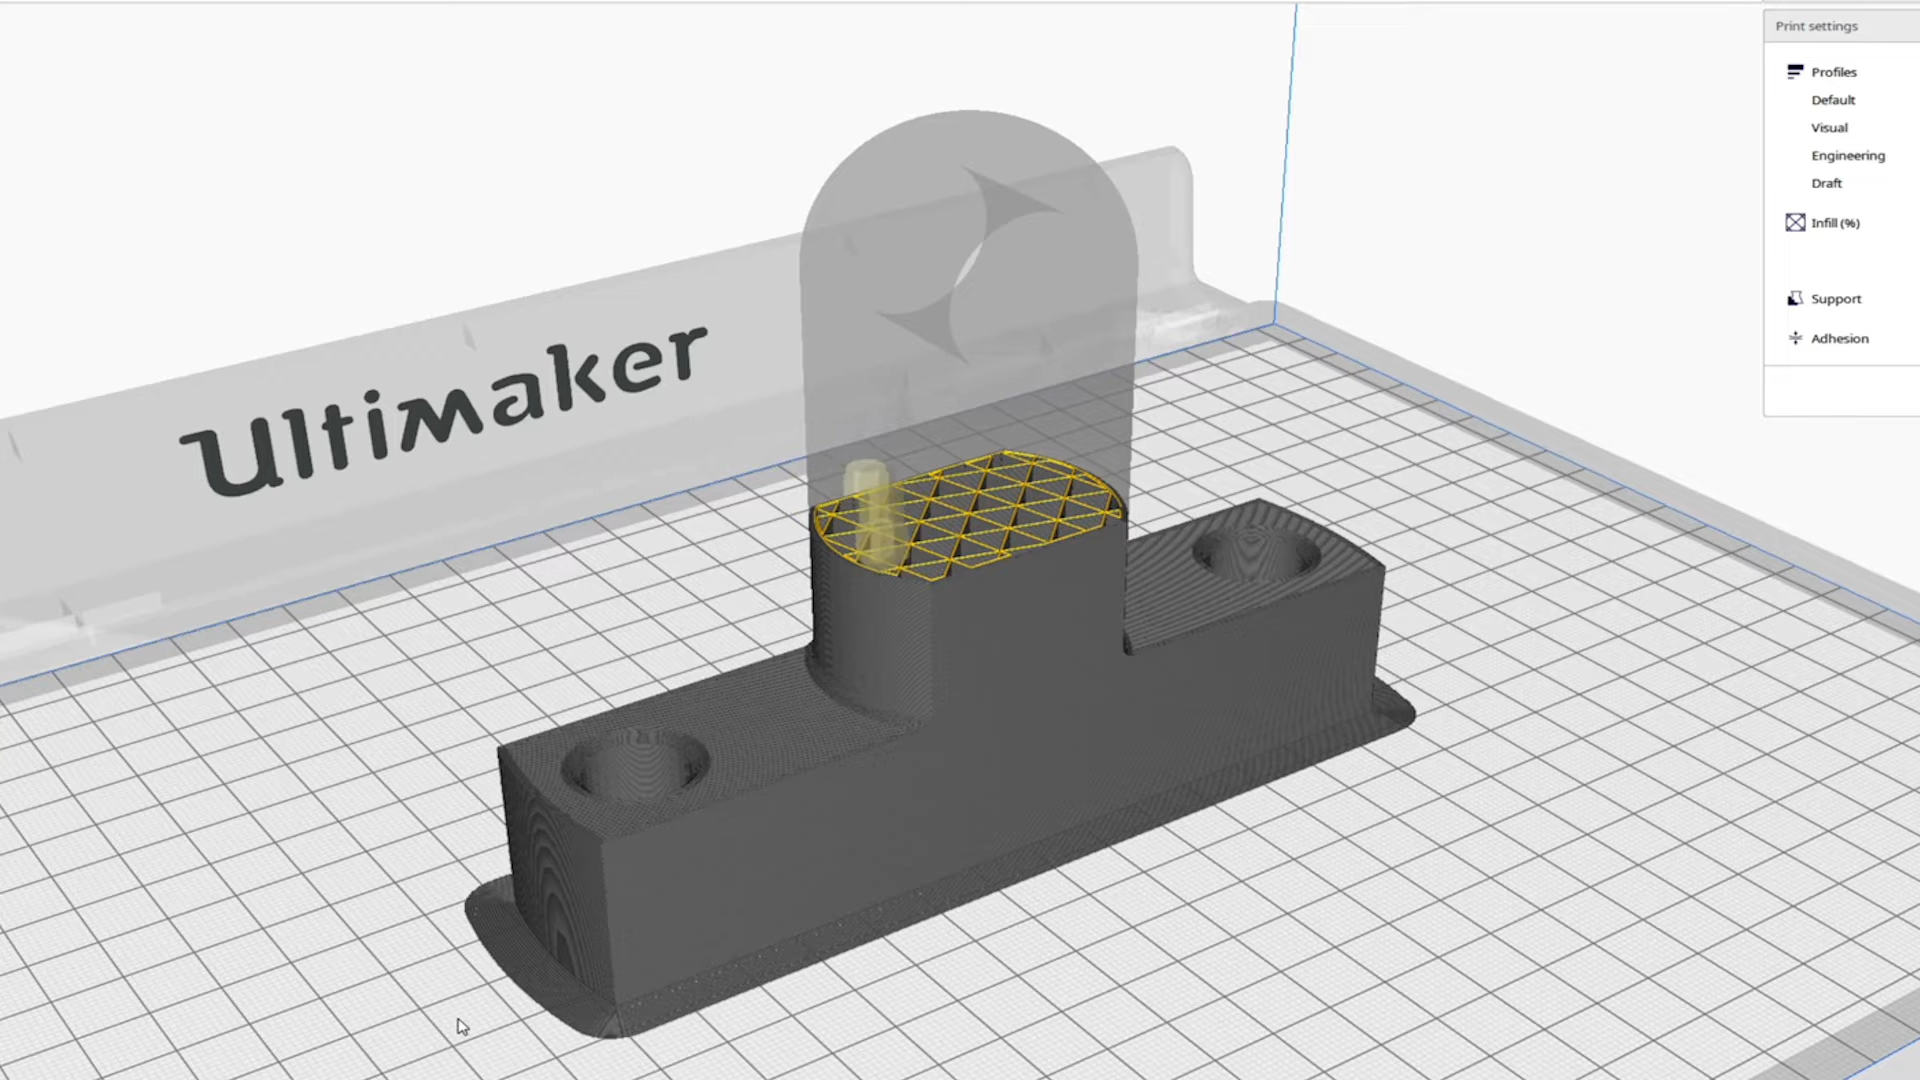 Print settings
Profiles
Default
Visual
Engineering
Draft
Infill (%)
Support
Adhesion
Ultimaker